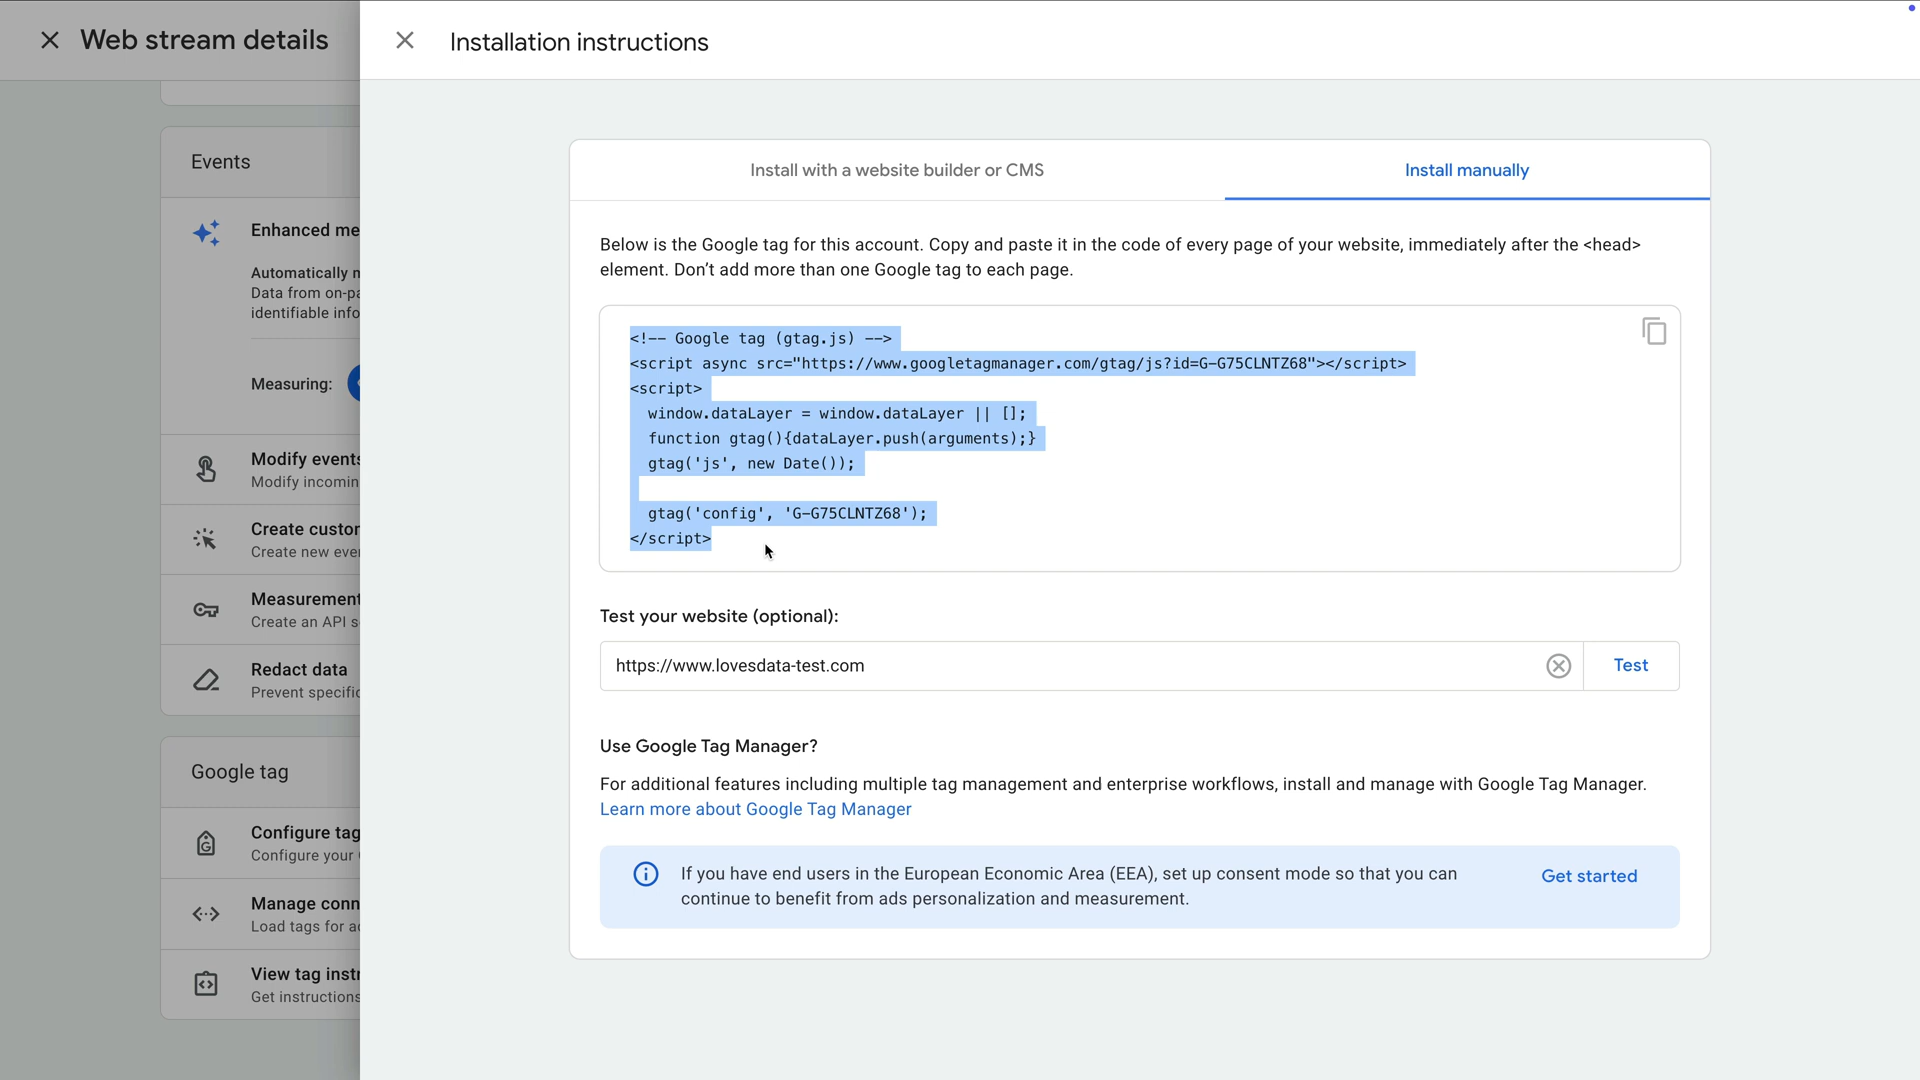 Web stream details
Events
Enhanced me
Automatically
Data from on-pa
identifiable info
Measuring:
Modify events
Modify incomin
Create custo
Create new eve
Measurement
Create an API s
Redact data
Prevent specific
Google tag
Configure tag
Configure your
Manage conn
Load tags for
View tag inst
Get instructions
Installation instructions
Install with a website builder or CMS
Install manually
Below is the Google tag for this account. Copy and paste it in the code of every page of your website, immediately after the <head>
element. Don’t add more than one Google tag to each page.
<!-- Google tag (gtag.js) -->
<script async src="https://www.googletagmanager.com/gtag/js?id=G-G75CLNTZ68"></script>
<script>
window.dataLayer = window.dataLayer || [];
function gtag(){dataLayer.push(arguments);}
gtag('js', new Date());
gtag('config', 'G-G75CLNTZ68');
</script>
Test your website (optional):
https://www.lovesdata-test.com
Test
Use Google Tag Manager?
For additional features including multiple tag management and enterprise workflows, install and manage with Google Tag Manager.
Learn more about Google Tag Manager
If you have end users in the European Economic Area (EEA), set up consent mode so that you can
continue to benefit from ads personalization and measurement.
Get started